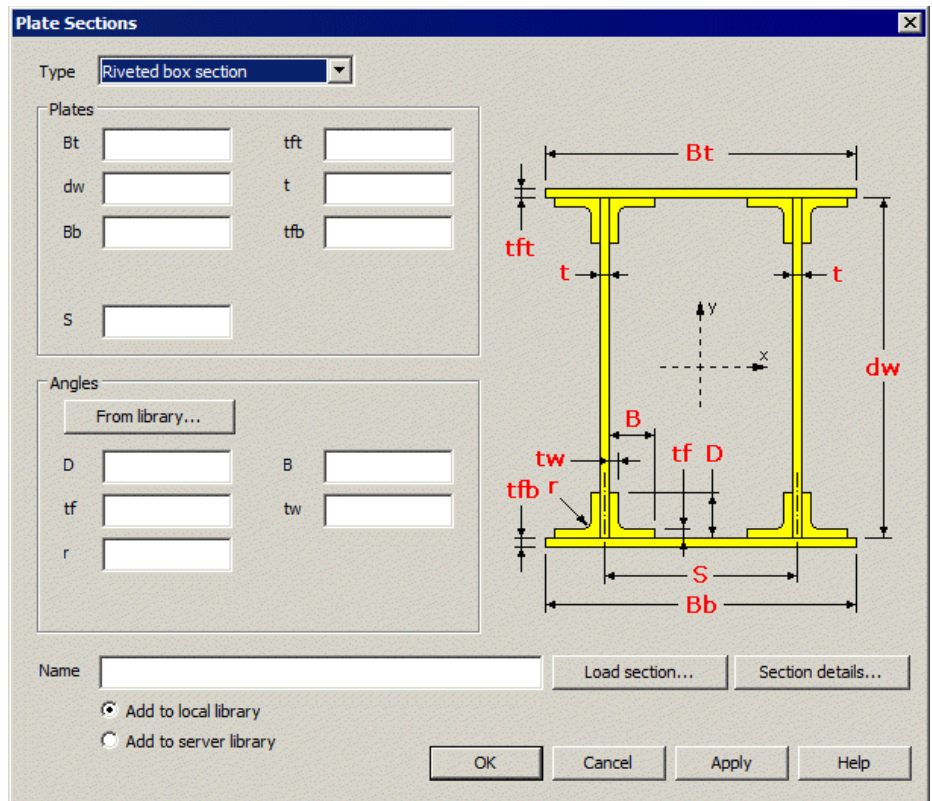 Plate Sections
Type Riveted box section
Plates
Bt tft
dw t
Bb tfb
S
Angles
From library...
D B
tf tw
r
Bt
tft
t t
y
x
dw
B
tw tf D
tfb r
S
Bb
Name Load section... Section details...
Add to local library
Add to server library
OK Cancel Apply Help